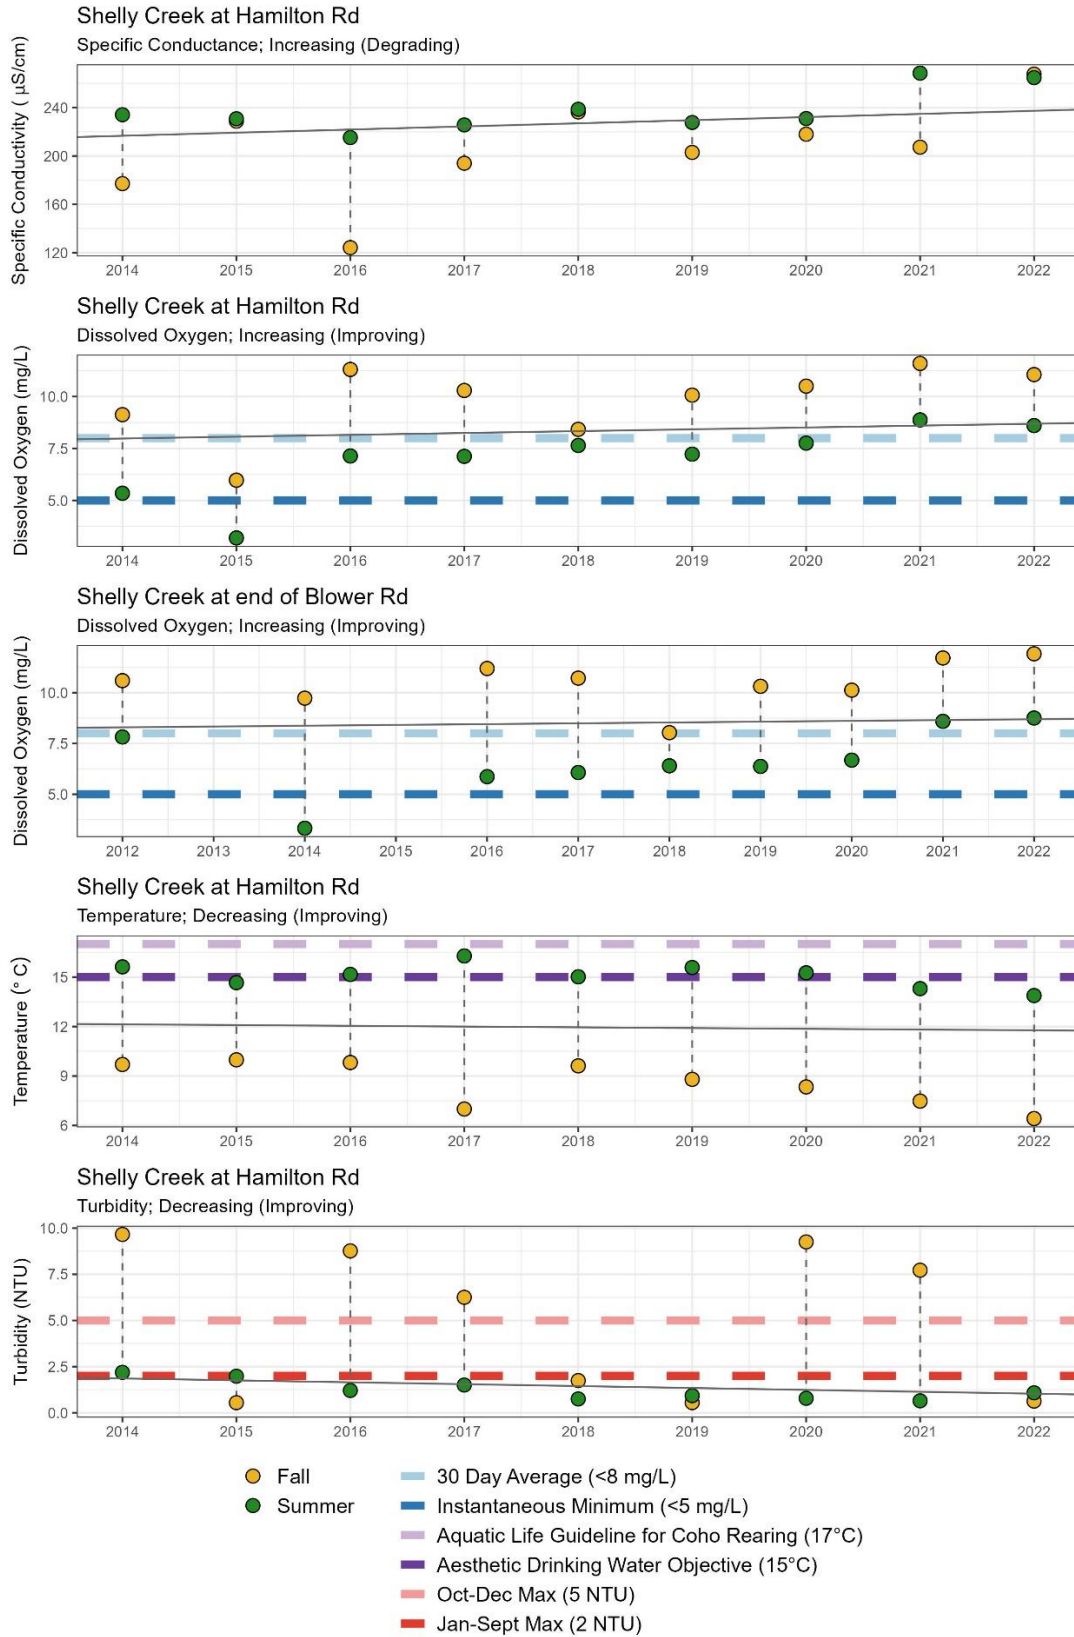 Shelly Creek at Hamilton Rd
Specific Conductance; Increasing (Degrading)
Specific Conductivity ( µS/cm)
240
200
160
120
2014 2015 2016 2017 2018 2019 2020 2021 2022
Shelly Creek at Hamilton Rd
Dissolved Oxygen; Increasing (Improving)
Dissolved Oxygen (mg/L)
10.0
7.5
5.0
2014 2015 2016 2017 2018 2019 2020 2021 2022
Shelly Creek at end of Blower Rd
Dissolved Oxygen; Increasing (Improving)
Dissolved Oxygen (mg/L)
10.0
7.5
5.0
2012 2013 2014 2015 2016 2017 2018 2019 2020 2021 2022
Shelly Creek at Hamilton Rd
Temperature; Decreasing (Improving)
Temperature (° C)
15
12
9
6
2014 2015 2016 2017 2018 2019 2020 2021 2022
Shelly Creek at Hamilton Rd
Turbidity; Decreasing (Improving)
Turbidity (NTU)
10.0
7.5
5.0
2.5
0.0
2014 2015 2016 2017 2018 2019 2020 2021 2022
Fall
Summer
30 Day Average (<8 mg/L)
Instantaneous Minimum (<5 mg/L)
Aquatic Life Guideline for Coho Rearing (17°C)
Aesthetic Drinking Water Objective (15°C)
Oct-Dec Max (5 NTU)
Jan-Sept Max (2 NTU)